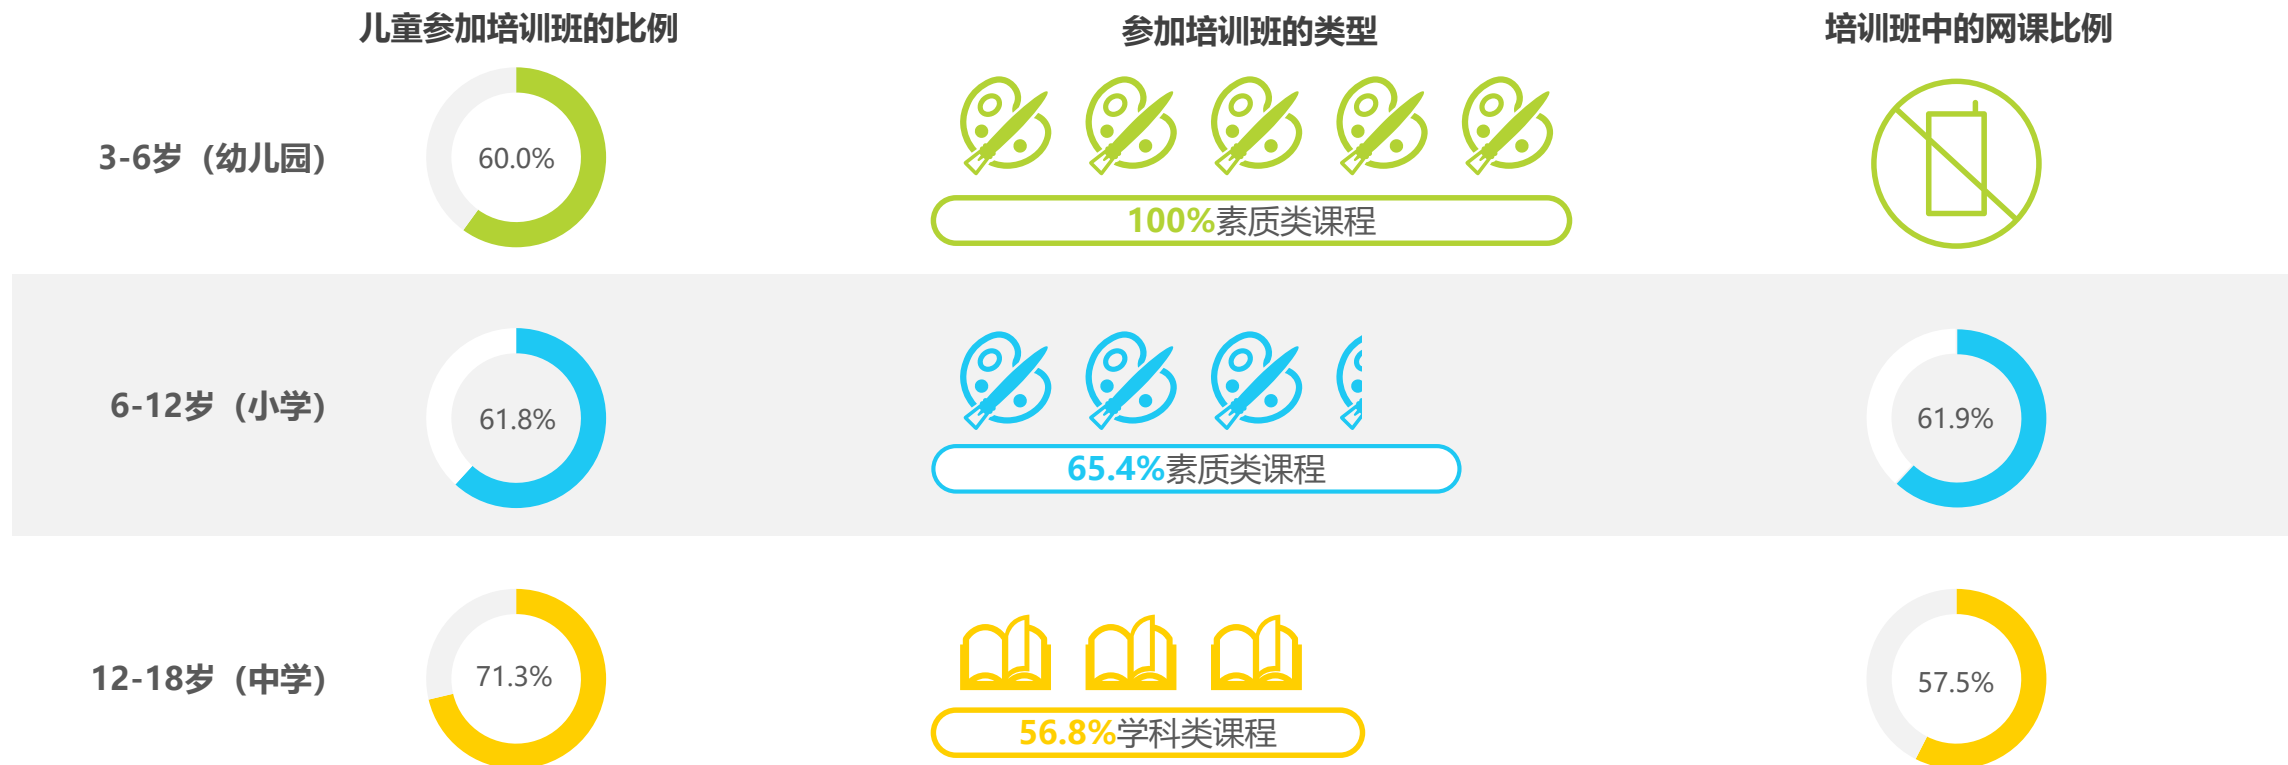 儿童参加培训班的比例
参加培训班的类型
培训班中的网课比例
3-6岁（幼儿园）
60.0%
100%素质类课程
6-12岁（小学）
61.8%
65.4%素质类课程
61.9%
12-18岁（中学）
71.3%
56.8%学科类课程
57.5%